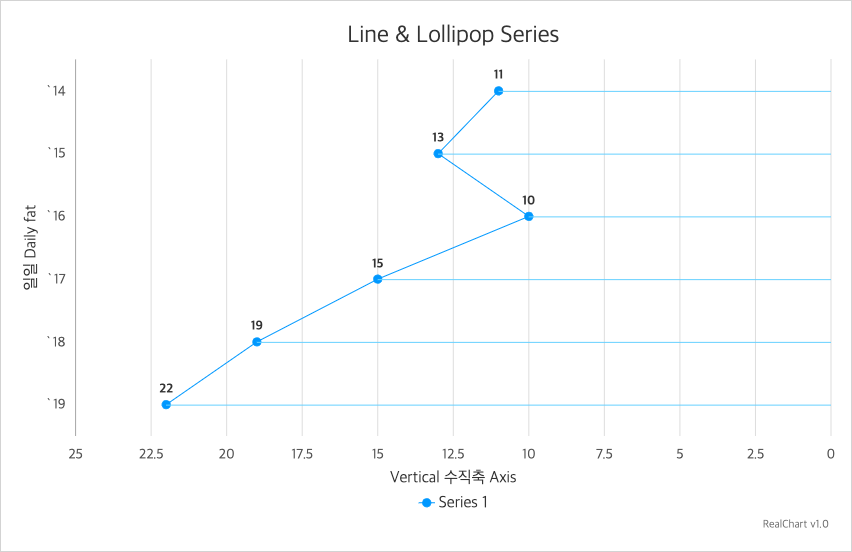 Line & Lollipop Series
11
`14
13
`15
10
`16
일일 Daily fat
15
`17
19
`18
22
`19
25 22.5 20 17.5 15 12.5 10 7.5 5 2.5 0
Vertical 수직축 Axis
Series 1
RealChart v1.0